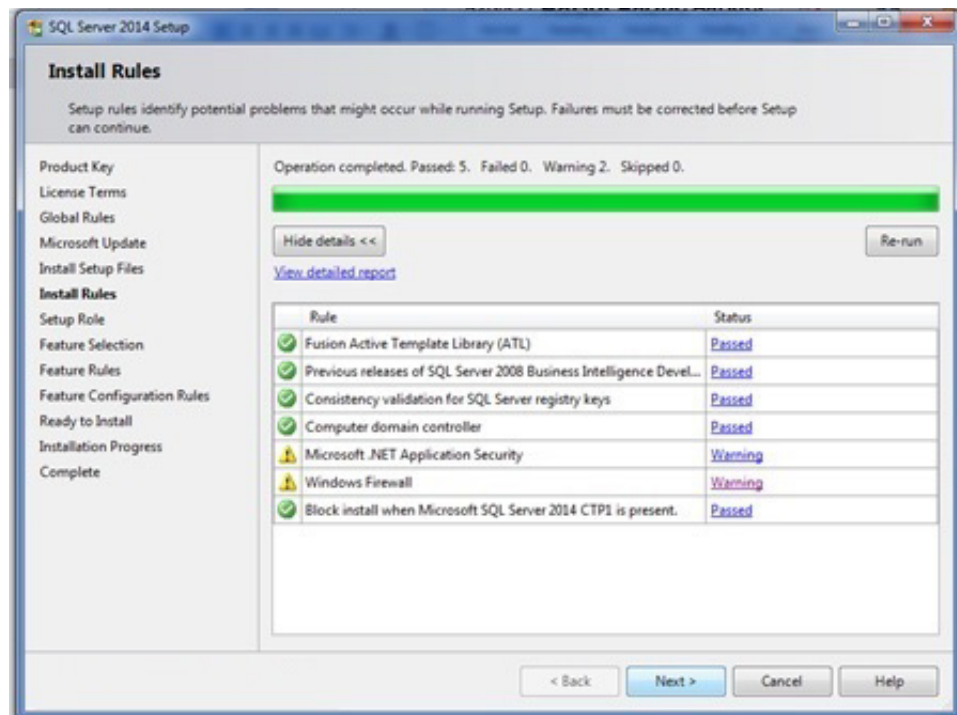 SQL Server 2014 Setup
Install Rules
Setup rules identify potential problems that might occur while running Setup. Failures must be corrected before Setup
can continue.
Product Key
License Terms
Global Rules
Microsoft Update
Install Setup Files
Install Rules
Setup Role
Feature Selection
Feature Rules
Feature Configuration Rules
Ready to Install
Installation Progress
Complete
Operation completed. Passed: 5. Failed 0. Warning 2. Skipped 0.
Hide details <<
Re-run
View detailed report
Rule Status
Fusion Active Template Library (ATL) Passed
Previous releases of SQL Server 2008 Business Intelligence Devel... Passed
Consistency validation for SQL Server registry keys Passed
Computer domain controller Passed
Microsoft .NET Application Security Warning
Windows Firewall Warning
Block install when Microsoft SQL Server 2014 CTP1 is present. Passed
< Back Next > Cancel Help